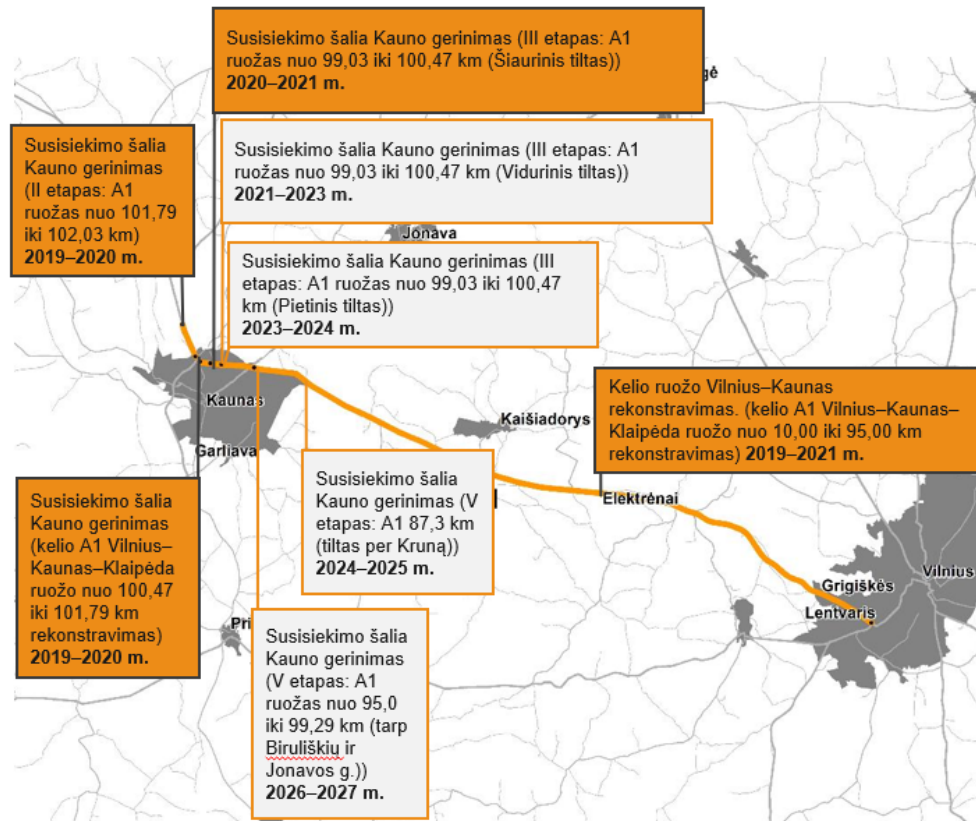 Susisiekimo šalia Kauno gerinimas (III etapas: A1
ruožas nuo 99,03 iki 100,47 km (Šiaurinis tiltas))
2020–2021 m.
gė
Susisiekimo šalia
Kauno gerinimas
(II etapas: A1
ruožas nuo 101,79
iki 102,03 km)
2019–2020 m.
Susisiekimo šalia Kauno gerinimas (III etapas: A1
ruožas nuo 99,03 iki 100,47 km (Vidurinis tiltas))
2021–2023 m.
Jonava
Susisiekimo šalia Kauno gerinimas (III
etapas: A1 ruožas nuo 99,03 iki 100,47
km (Pietinis tiltas))
2023–2024 m.
Kaunas
Garliava
Kaišiadorys
Kelio ruožo Vilnius–Kaunas
rekonstravimas. (kelio A1 Vilnius–Kaunas–
Klaipėda ruožo nuo 10,00 iki 95,00 km
rekonstravimas) 2019–2021 m.
Elektrėnai
Susisiekimo šalia
Kauno gerinimas
(kelio A1 Vilnius–
Kaunas–Klaipėda
ruožo nuo 100,47
iki 101,79 km
rekonstravimas)
2019–2020 m.
Susisiekimo šalia
Kauno gerinimas (V
etapas: A1 87,3 km
(tiltas per Kruną))
2024–2025 m.
Vilnius
Grigiškės
Lentvaris
Pri
Susisiekimo šalia
Kauno gerinimas
(V etapas: A1
ruožas nuo 95,0
iki 99,29 km (tarp
Biruliškių ir
Jonavos g.))
2026–2027 m.